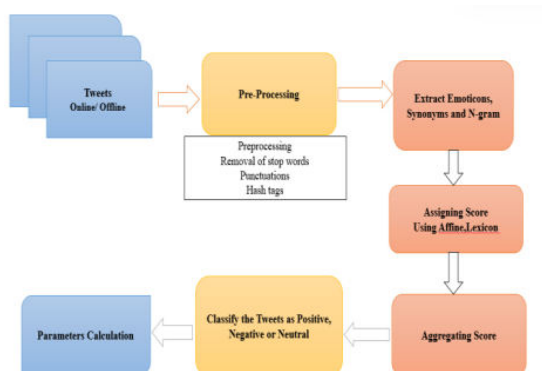 Tweets
Online/ Offline
Pre-Processing
Preprocessing
Removal of stop words
Punctuations
Hash tags
Extract Emoticons,
Synonyms and N-gram
Assigning Score
Using Affine,Lexicon
Aggregating Score
Classify the Tweets as Positive,
Negative or Neutral
Parameters Calculation